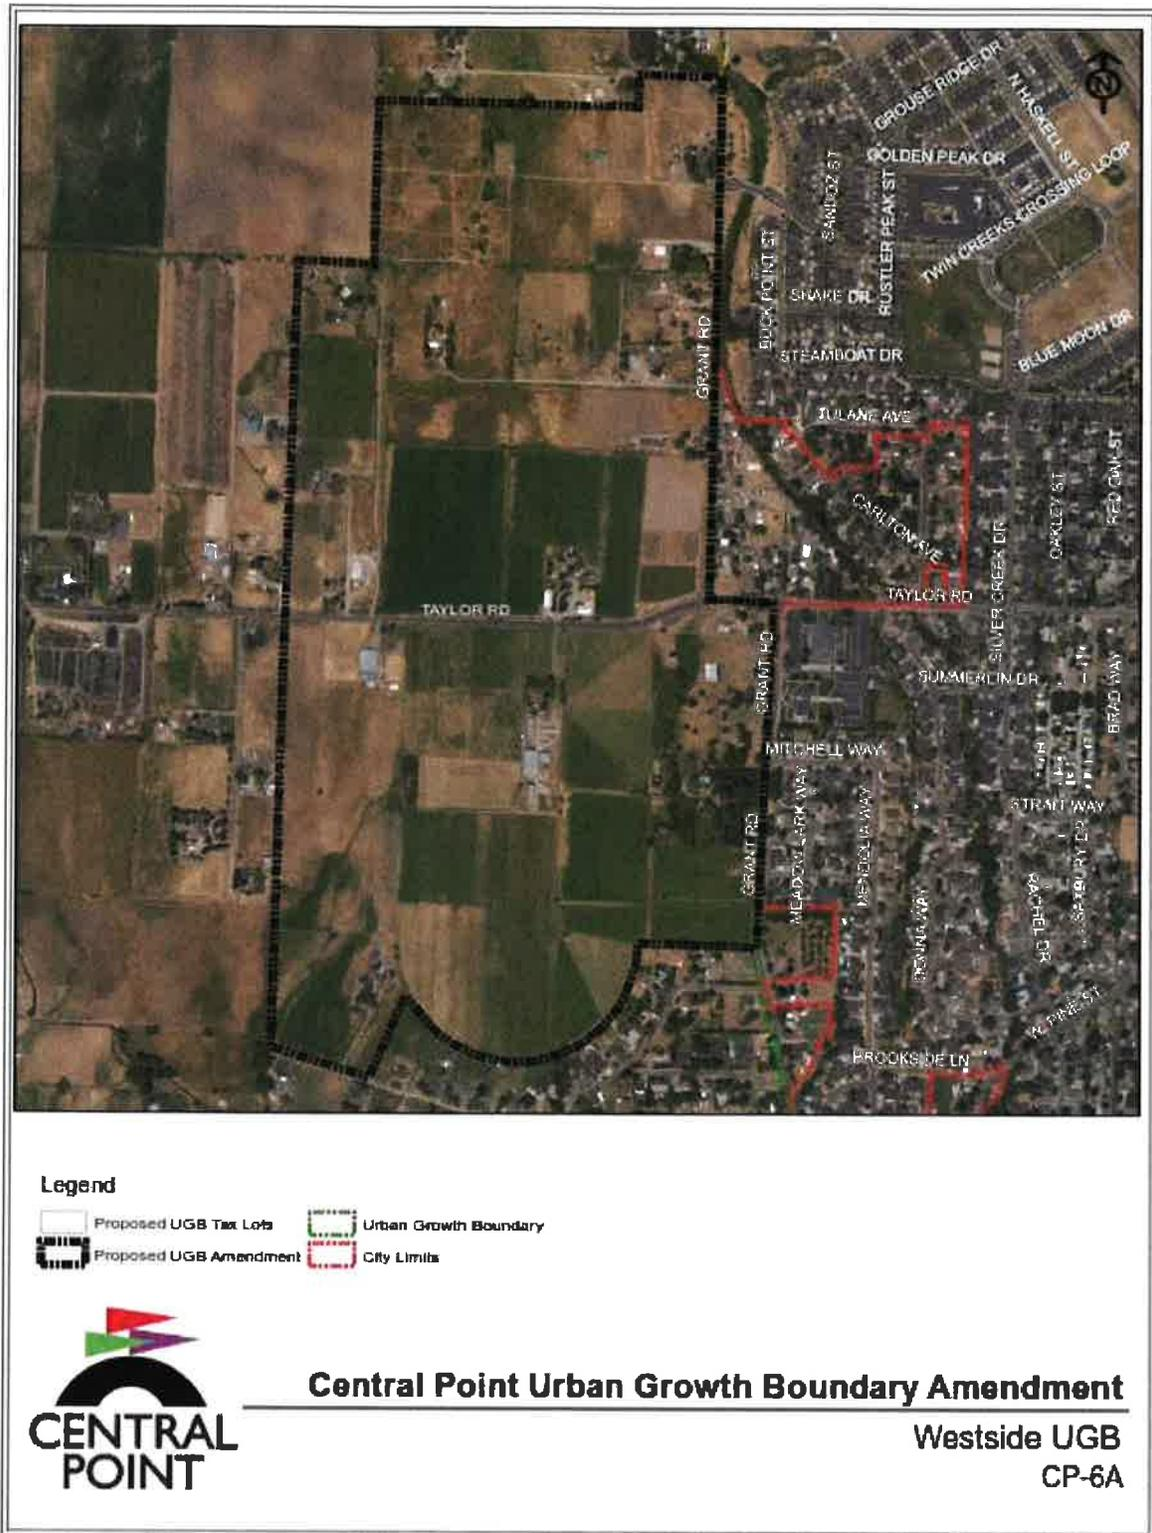 N
GROUSE RIDGE DR
N HASKELL ST
GOLDEN PEAK DR
TWIN CREEKS CROSSING LOOP
SANDOZ ST
RUSTLER PEAK ST
BUCK POINT ST
SNAKE DR
GRANT RD
STEAMBOAT DR
BLUE MOON DR
TULANE AVE
RED OAK ST
OAKLEY ST
CARLTON AVE
SILVER CREEK DR
TAYLOR RD
TAYLOR RD
GRANT RD
SUMMERLIN DR
BRAD WAY
MITCHELL WAY
STRAIT WAY
GRANT RD
MEADOWLARK WAY
MENDOLIA WAY
DONNA WAY
RACHEL DR
W. PINE ST
BROOKSIDE LN
Legend
Proposed UGB Tax Lots
Urban Growth Boundary
Proposed UGB Amendment
City Limits
CENTRAL
POINT
Central Point Urban Growth Boundary Amendment
Westside UGB
CP-6A